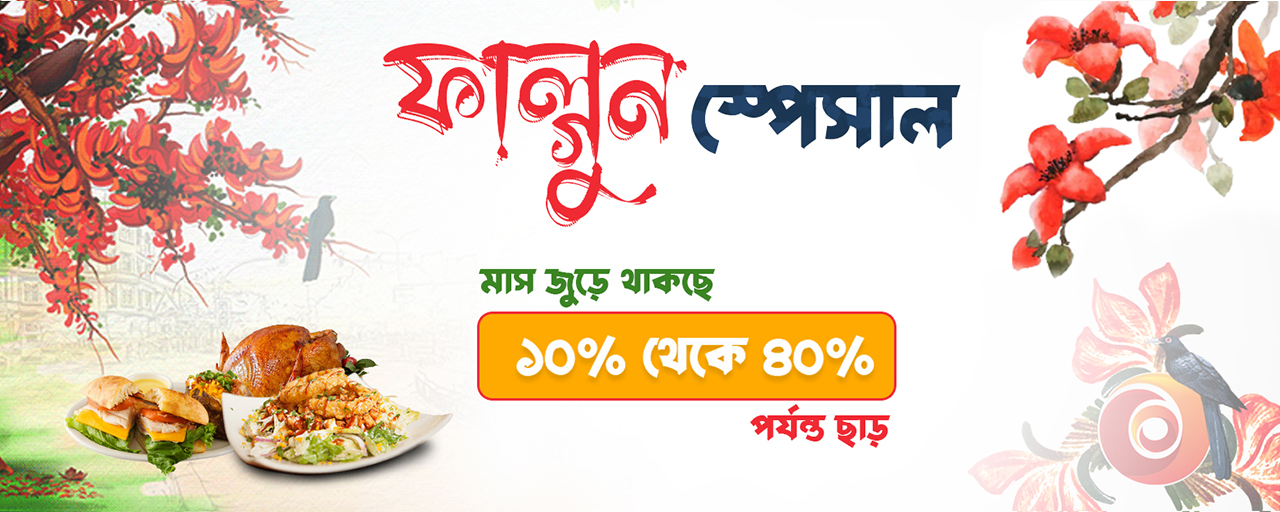 ফাল্গুন স্পেসাল
মাস জুড়ে থাকছে
১০% থেকে ৪০%
পর্যন্ত ছাড়